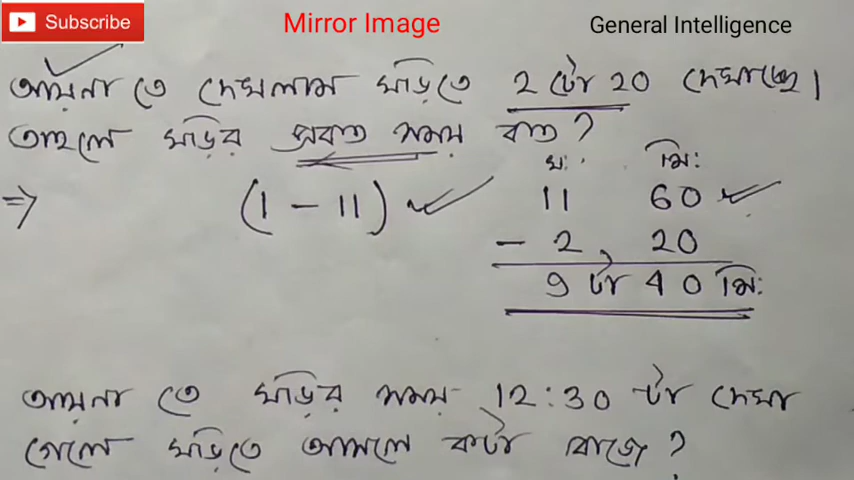 Subscribe
Mirror Image
General Intelligence
আয়না তে দেখলাম ঘড়িতে 2 টো 20 দেখাচ্ছে।
তাহলে ঘড়ির প্রকৃত সময় কত?
ঘ: মি:
⇒ (1 – 11) ✓ 11 60 ✓
– 2, 20
9 টা 40 মি:
আয়না তে ঘড়ির সময় 12:30 টা দেখা
গেলে ঘড়িতে আসলে কটা বাজে?